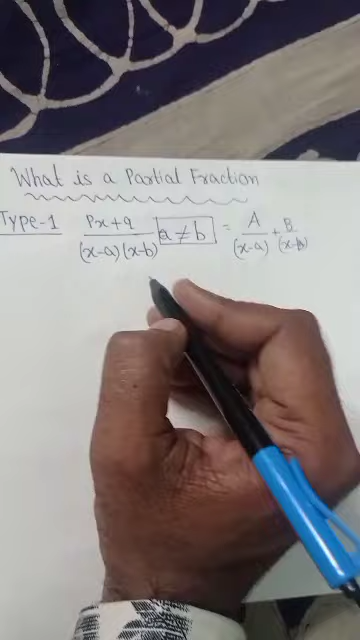 What is a Partial Fraction
Type-1 Px+q/(x-a)(x-b) a ≠ b = A/(x-a) + B/(x-b)